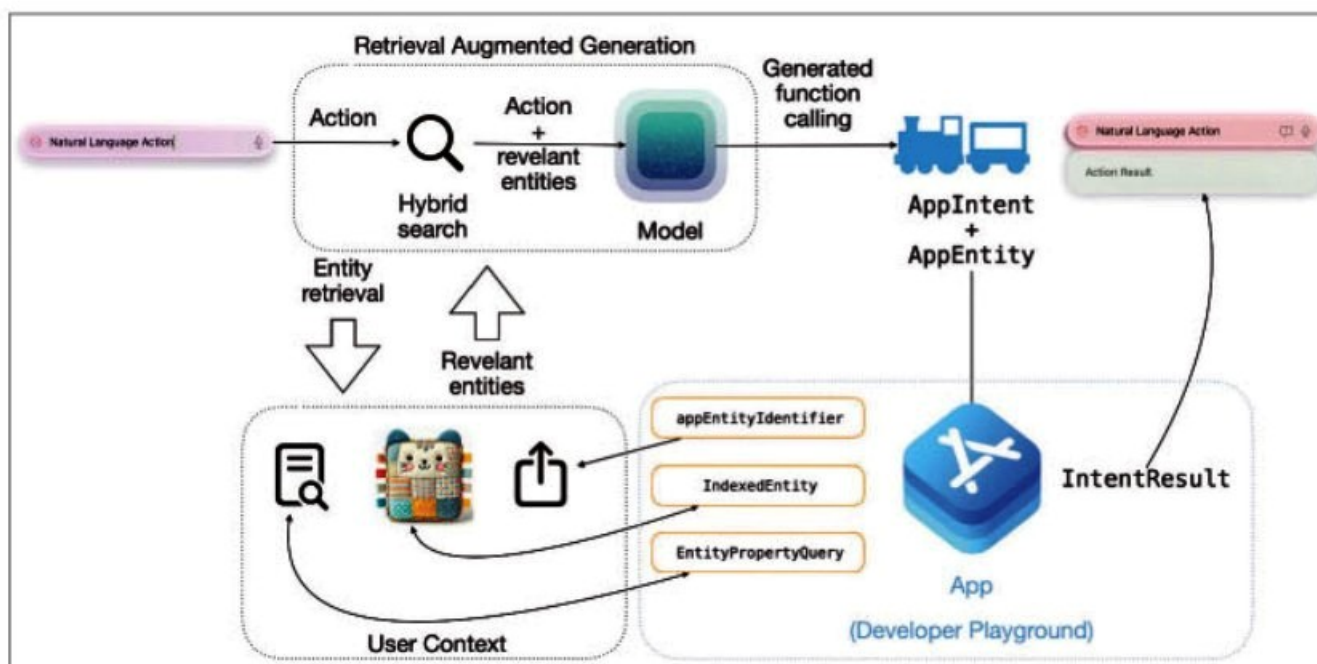 Retrieval Augmented Generation
Natural Language Action
Action
Hybrid
search
Action
+
revelant
entities
Model
Generated
function
calling
AppIntent
+
AppEntity
Natural Language Action
Action Result
Entity
retrieval
Revelant
entities
User Context
appEntityIdentifier
IndexedEntity
EntityPropertyQuery
App
(Developer Playground)
IntentResult